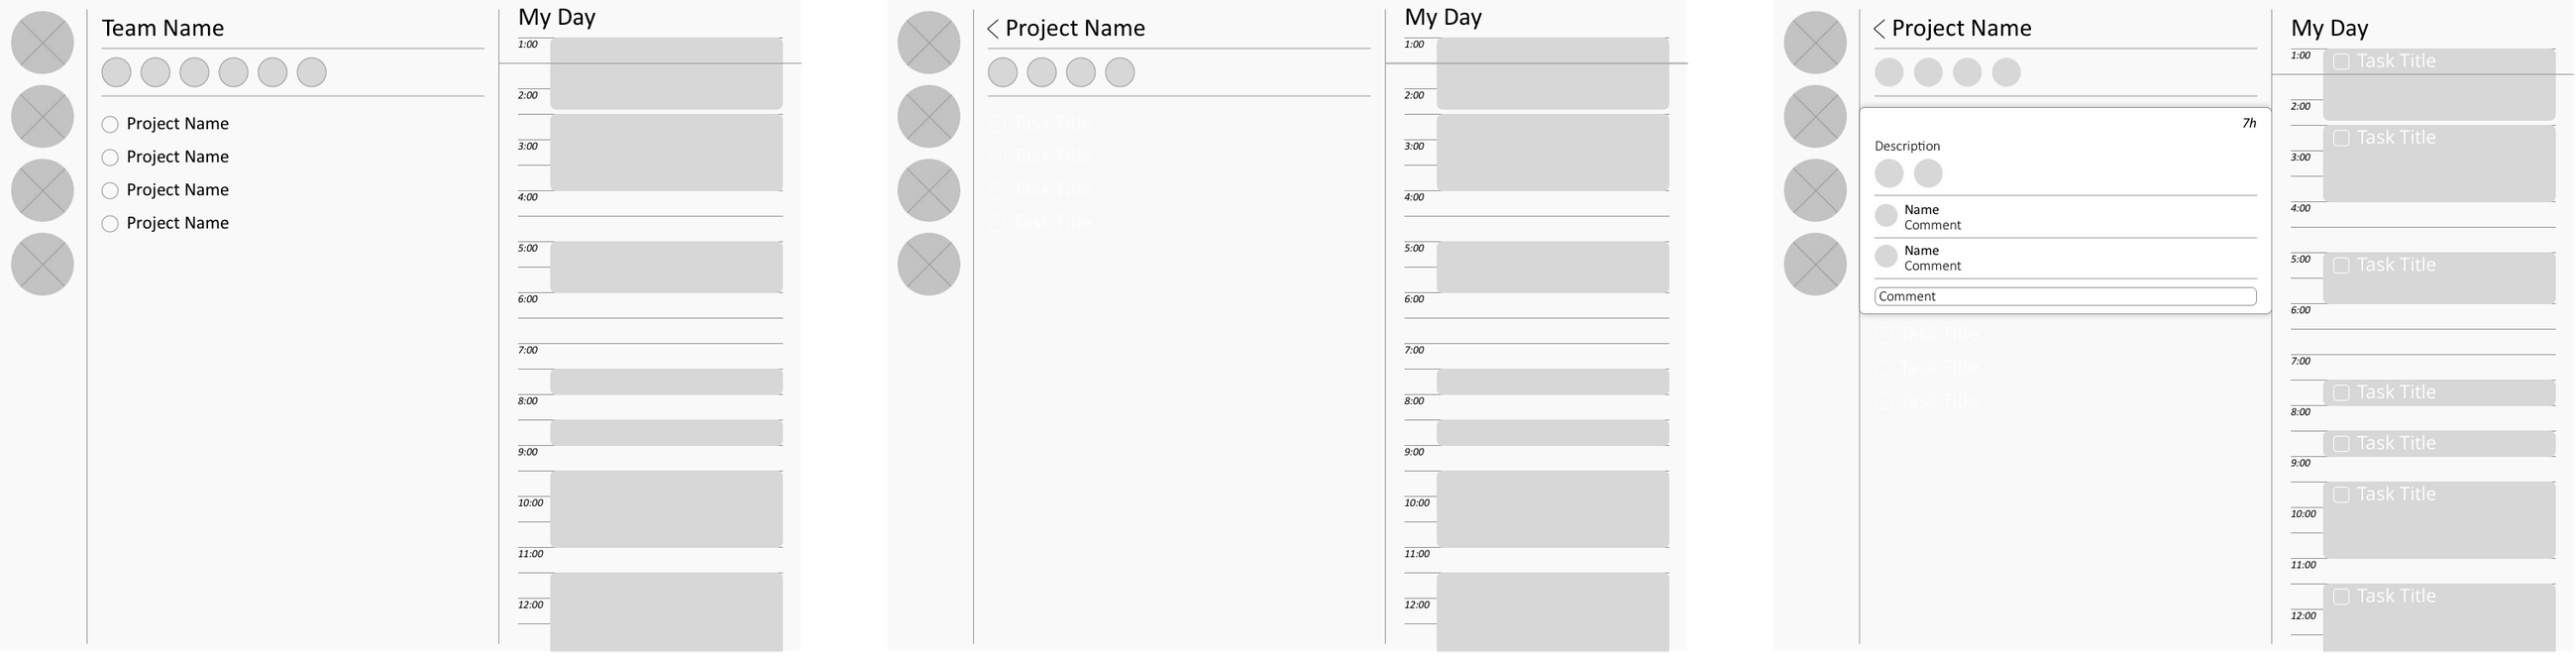 Team Name
Project Name
Project Name
Project Name
Project Name
My Day
1:00
2:00
3:00
4:00
5:00
6:00
7:00
8:00
9:00
10:00
11:00
12:00
Project Name
Task Title
Task Title
Task Title
Task Title
My Day
1:00
2:00
3:00
4:00
5:00
6:00
7:00
8:00
9:00
10:00
11:00
12:00
Project Name
7h
Description
Name
Comment
Name
Comment
Comment
Task Title
Task Title
Task Title
My Day
1:00
Task Title
2:00
Task Title
3:00
4:00
5:00
Task Title
6:00
7:00
Task Title
8:00
Task Title
9:00
Task Title
10:00
11:00
Task Title
12:00